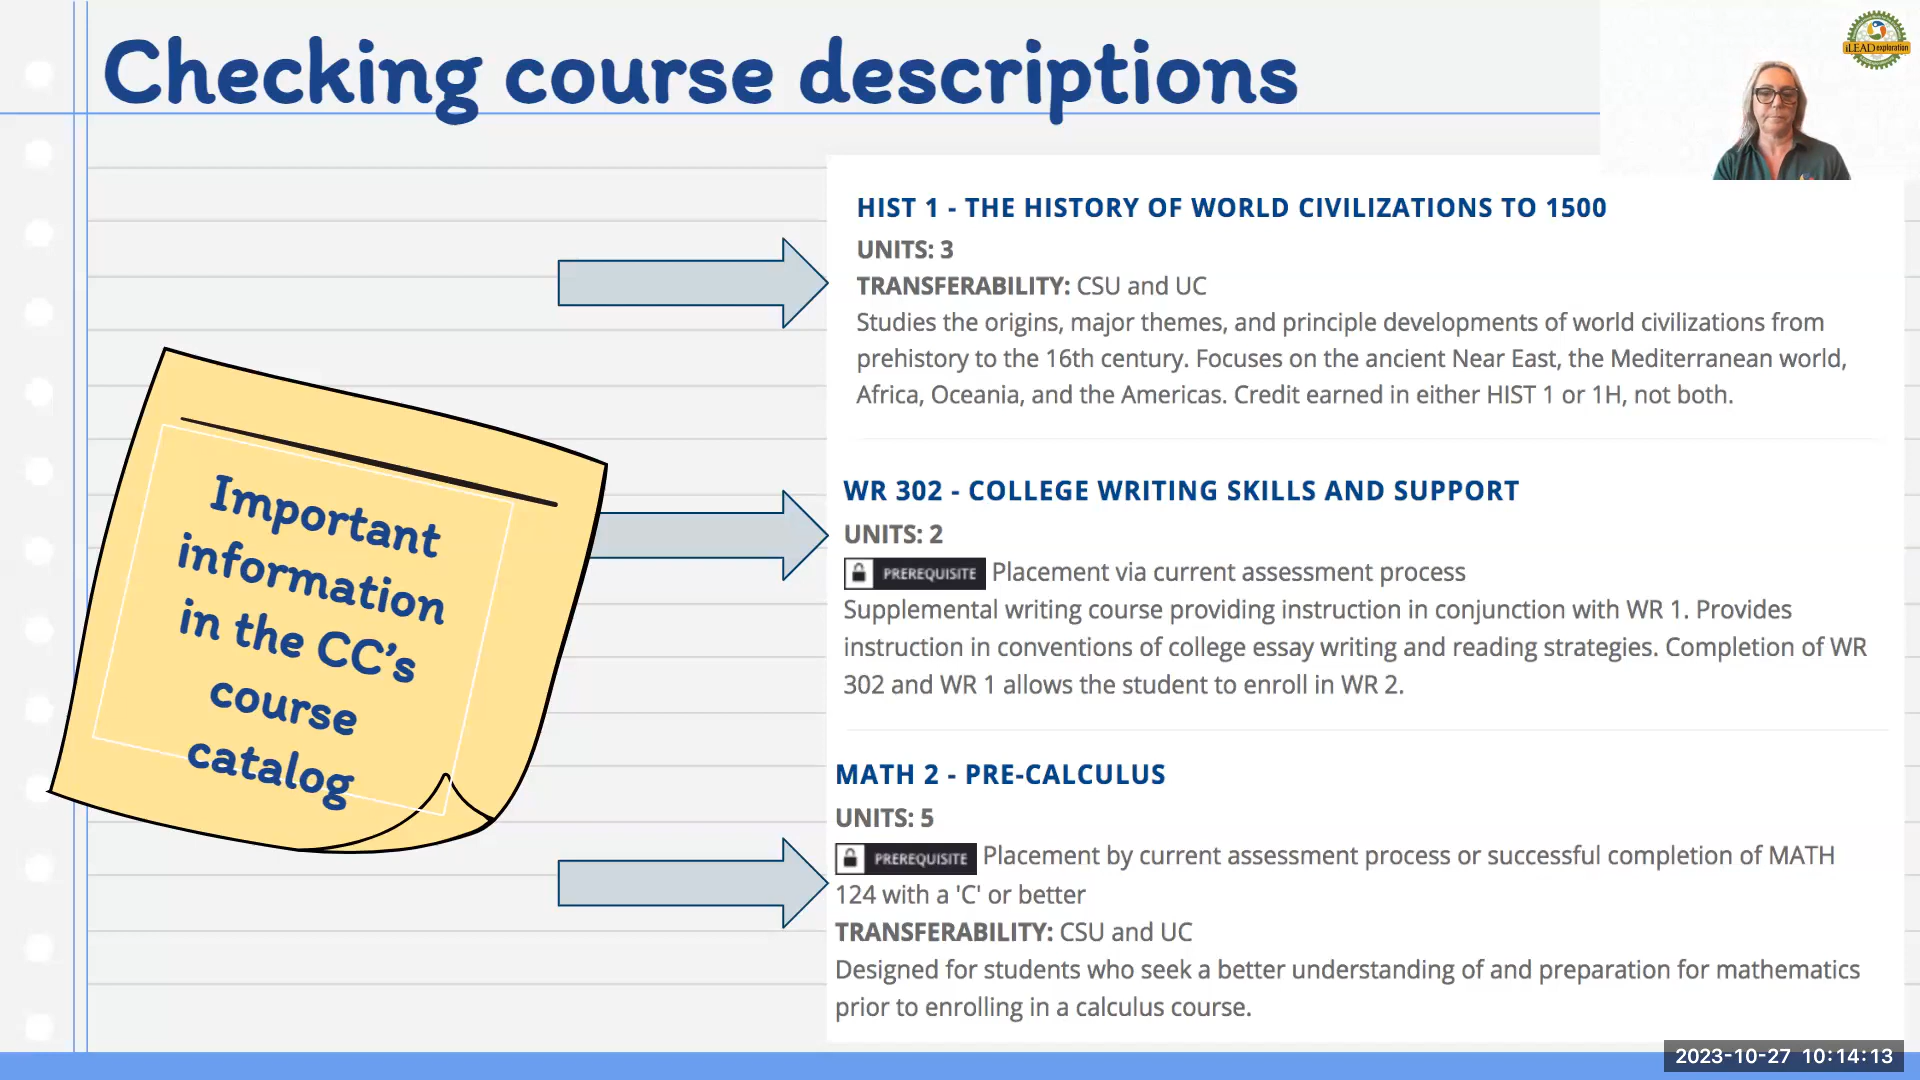 Checking course descriptions
iLEAD exploration
HIST 1 - THE HISTORY OF WORLD CIVILIZATIONS TO 1500
UNITS: 3
TRANSFERABILITY: CSU and UC
Studies the origins, major themes, and principle developments of world civilizations from
prehistory to the 16th century. Focuses on the ancient Near East, the Mediterranean world,
Africa, Oceania, and the Americas. Credit earned in either HIST 1 or 1H, not both.
Important
information
in the CC's
course
catalog
WR 302 - COLLEGE WRITING SKILLS AND SUPPORT
UNITS: 2
PREREQUISITE Placement via current assessment process
Supplemental writing course providing instruction in conjunction with WR 1. Provides
instruction in conventions of college essay writing and reading strategies. Completion of WR
302 and WR 1 allows the student to enroll in WR 2.
MATH 2 - PRE-CALCULUS
UNITS: 5
PREREQUISITE Placement by current assessment process or successful completion of MATH
124 with a 'C' or better
TRANSFERABILITY: CSU and UC
Designed for students who seek a better understanding of and preparation for mathematics
prior to enrolling in a calculus course.
2023-10-27 10:14:13